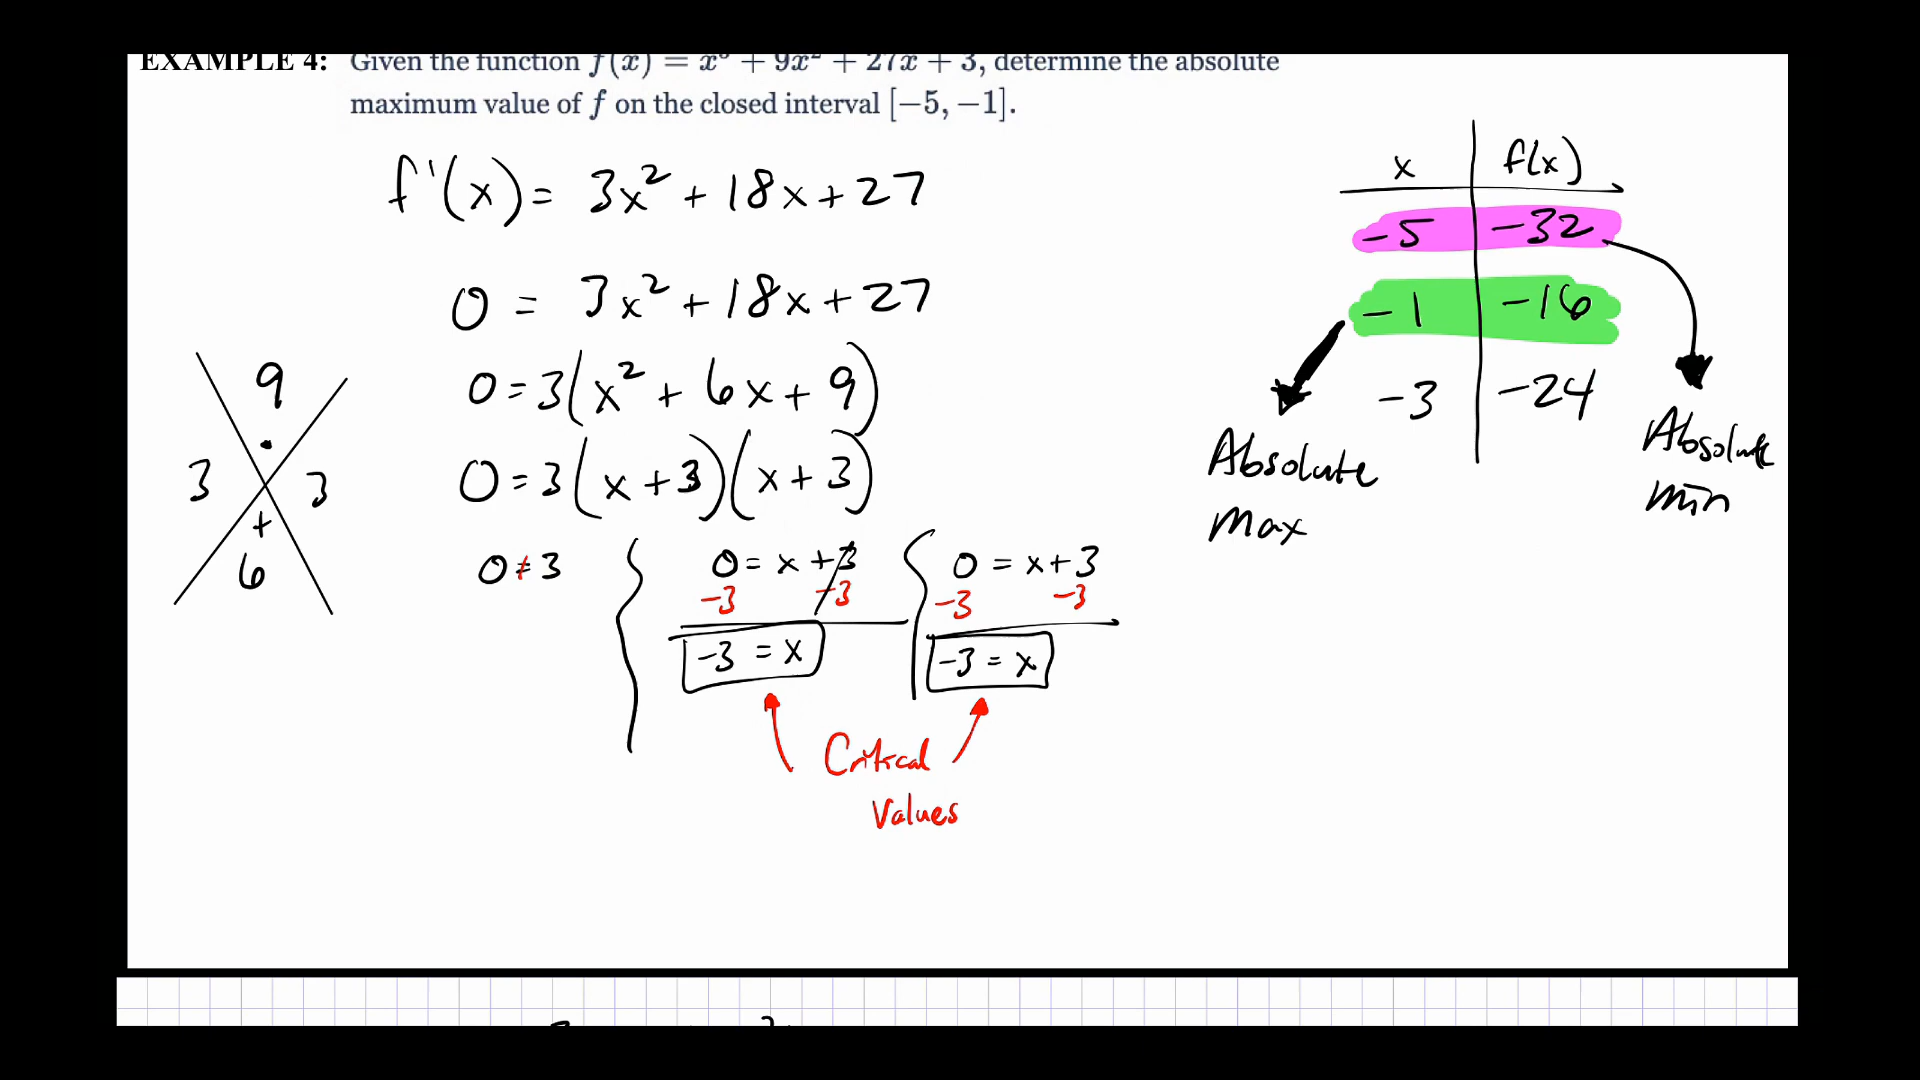 EXAMPLE 4: Given the function f(x) = x³ + 9x² + 27x + 3, determine the absolute
maximum value of f on the closed interval [−5, −1].
f'(x) = 3x² + 18x + 27
0 = 3x² + 18x + 27
0 = 3(x² + 6x + 9)
0 = 3(x + 3)(x + 3)
9
·
3 3
+
6
0 ≠ 3
0 = x + 3
-3 -3
-3 = x
0 = x + 3
-3 -3
-3 = x
Critical
Values
x f(x)
-5 -32
-1 -16
-3 -24
Absolute
max
Absolute
min